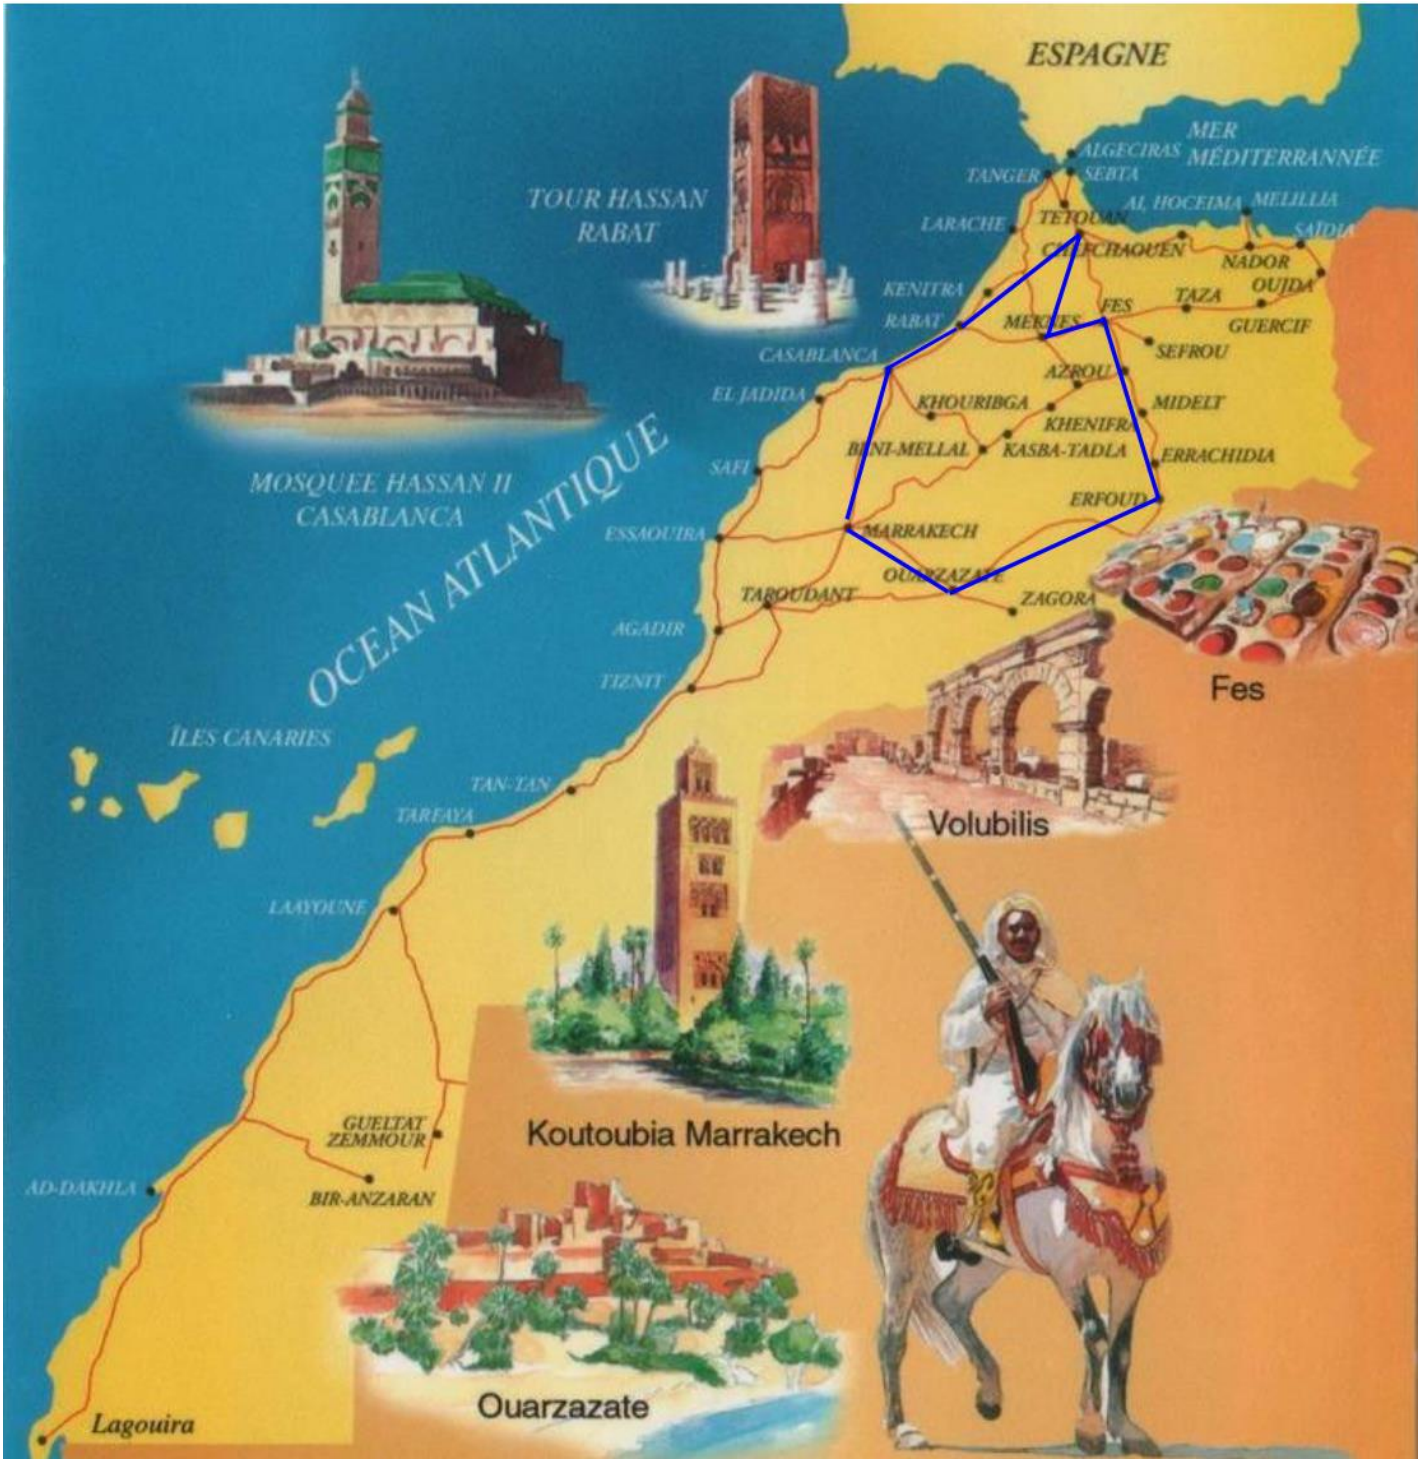 ESPAGNE
MER
MÉDITERRANNÉE
ALGECIRAS
TANGER
SEBTA
TOUR HASSAN
RABAT
AL HOCEIMA
MELILLIA
TETOUAN
LARACHE
SAÏDIA
CHEFCHAOUEN
NADOR
OUJDA
KENITRA
TAZA
FES
RABAT
MEKNES
GUERCIF
CASABLANCA
SEFROU
AZROU
EL JADIDA
KHOURIBGA
MIDELT
KHENIFRA
BENI-MELLAL
KASBA-TADLA
ERRACHIDIA
SAFI
MOSQUEE HASSAN II
CASABLANCA
OCEAN ATLANTIQUE
ERFOUD
ESSAOUIRA
MARRAKECH
OUARZAZATE
TAROUDANT
ZAGORA
AGADIR
TIZNIT
Fes
ÎLES CANARIES
TAN-TAN
TARFAYA
Volubilis
LAAYOUNE
GUELTAT
ZEMMOUR
Koutoubia Marrakech
AD-DAKHLA
BIR-ANZARAN
Ouarzazate
Lagouira